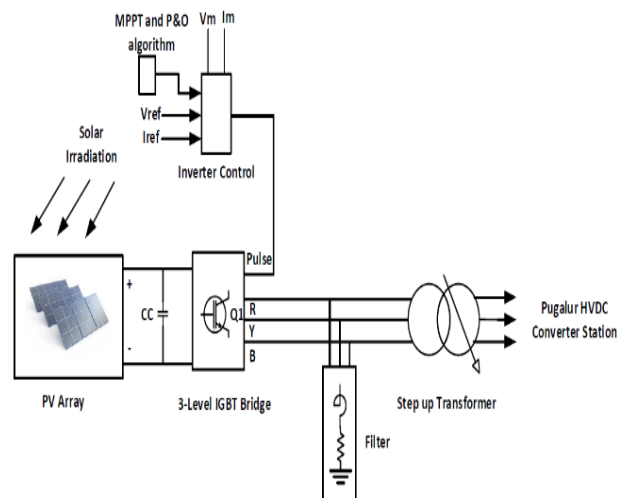 MPPT and P&O
algorithm
Vm
Im
Vref
Iref
Inverter Control
Solar
Irradiation
Pulse
+
CC
-
Q1
R
Y
B
PV Array
3-Level IGBT Bridge
Filter
Step up Transformer
Pugalur HVDC
Converter Station